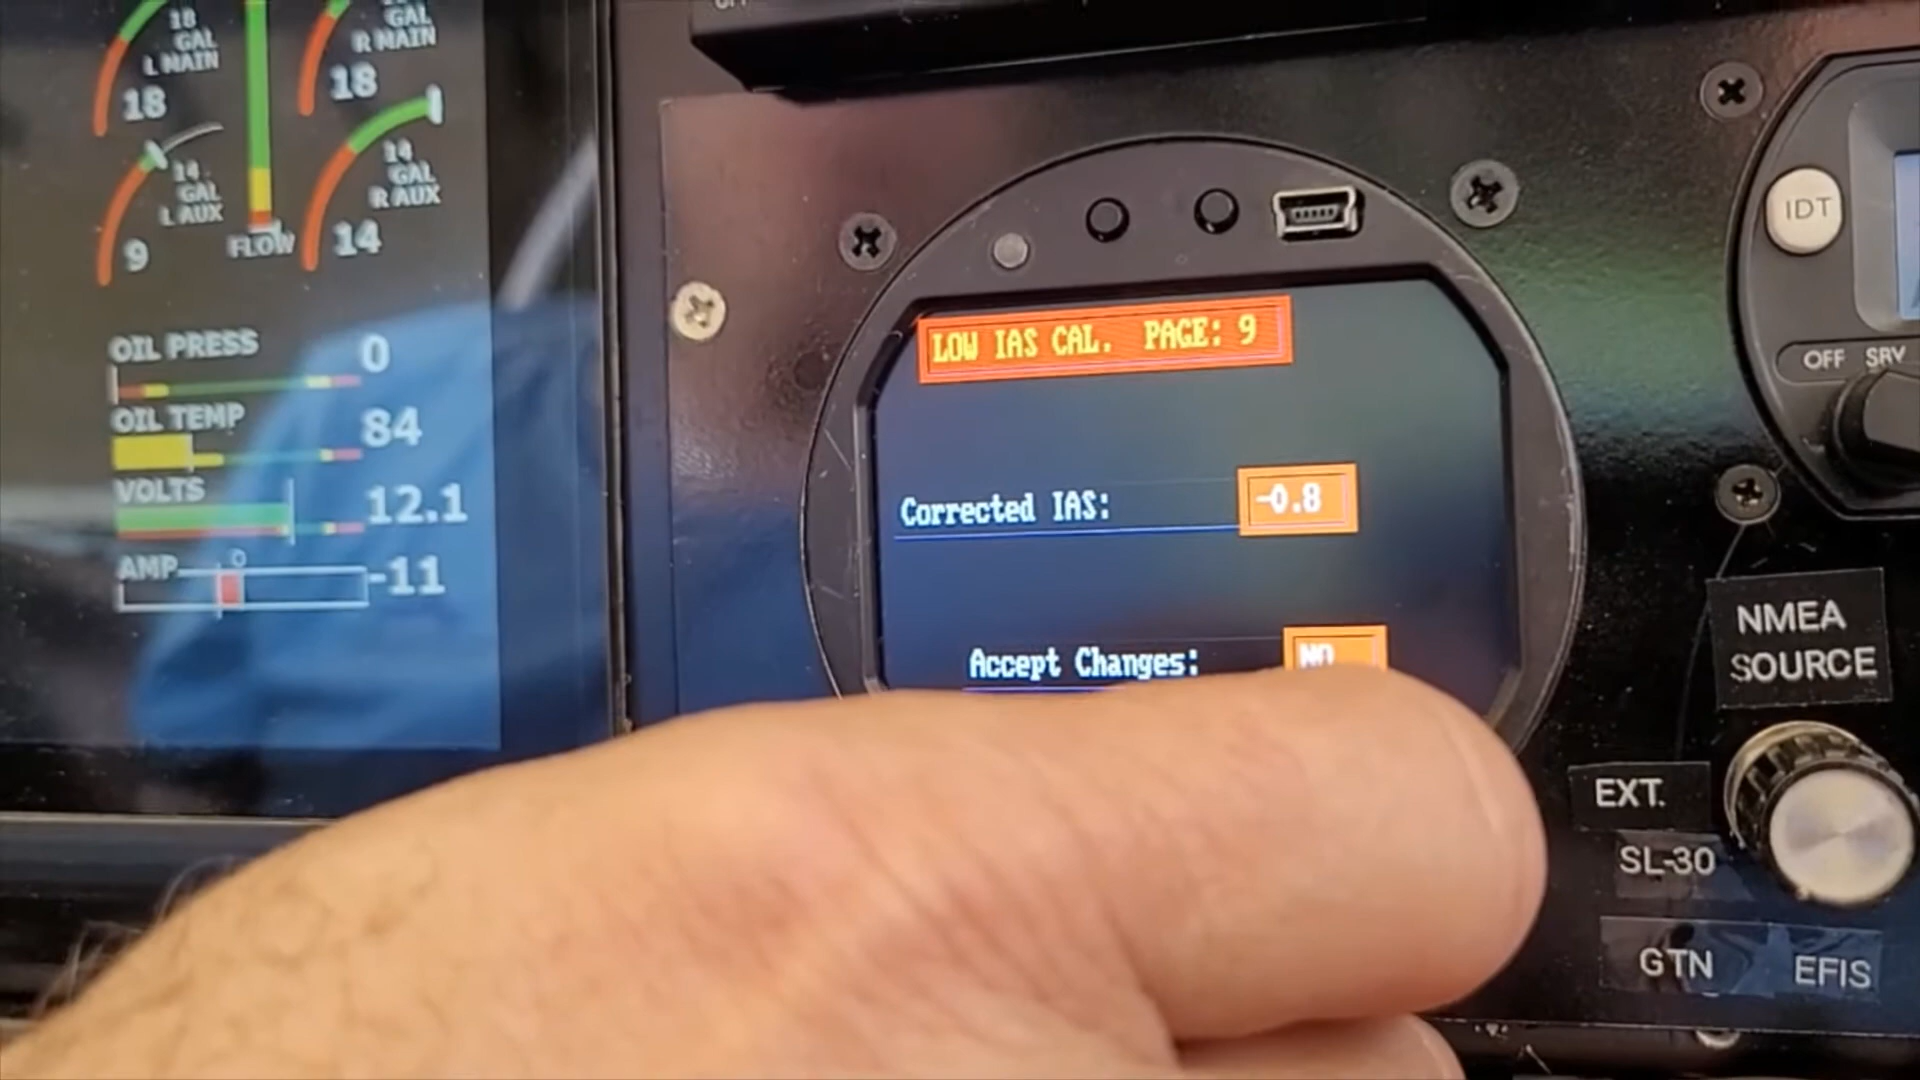 18
GAL
L MAIN
18
GAL
R MAIN
18
14
GAL
L AUX
9
FLOW
14
GAL
R AUX
14
OIL PRESS 0
OIL TEMP 84
VOLTS 12.1
AMP 0 -11
LOW IAS CAL. PAGE: 9
Corrected IAS: -0.8
Accept Changes: NO
IDT
OFF SRV
NMEA
SOURCE
EXT.
SL-30
GTN EFIS